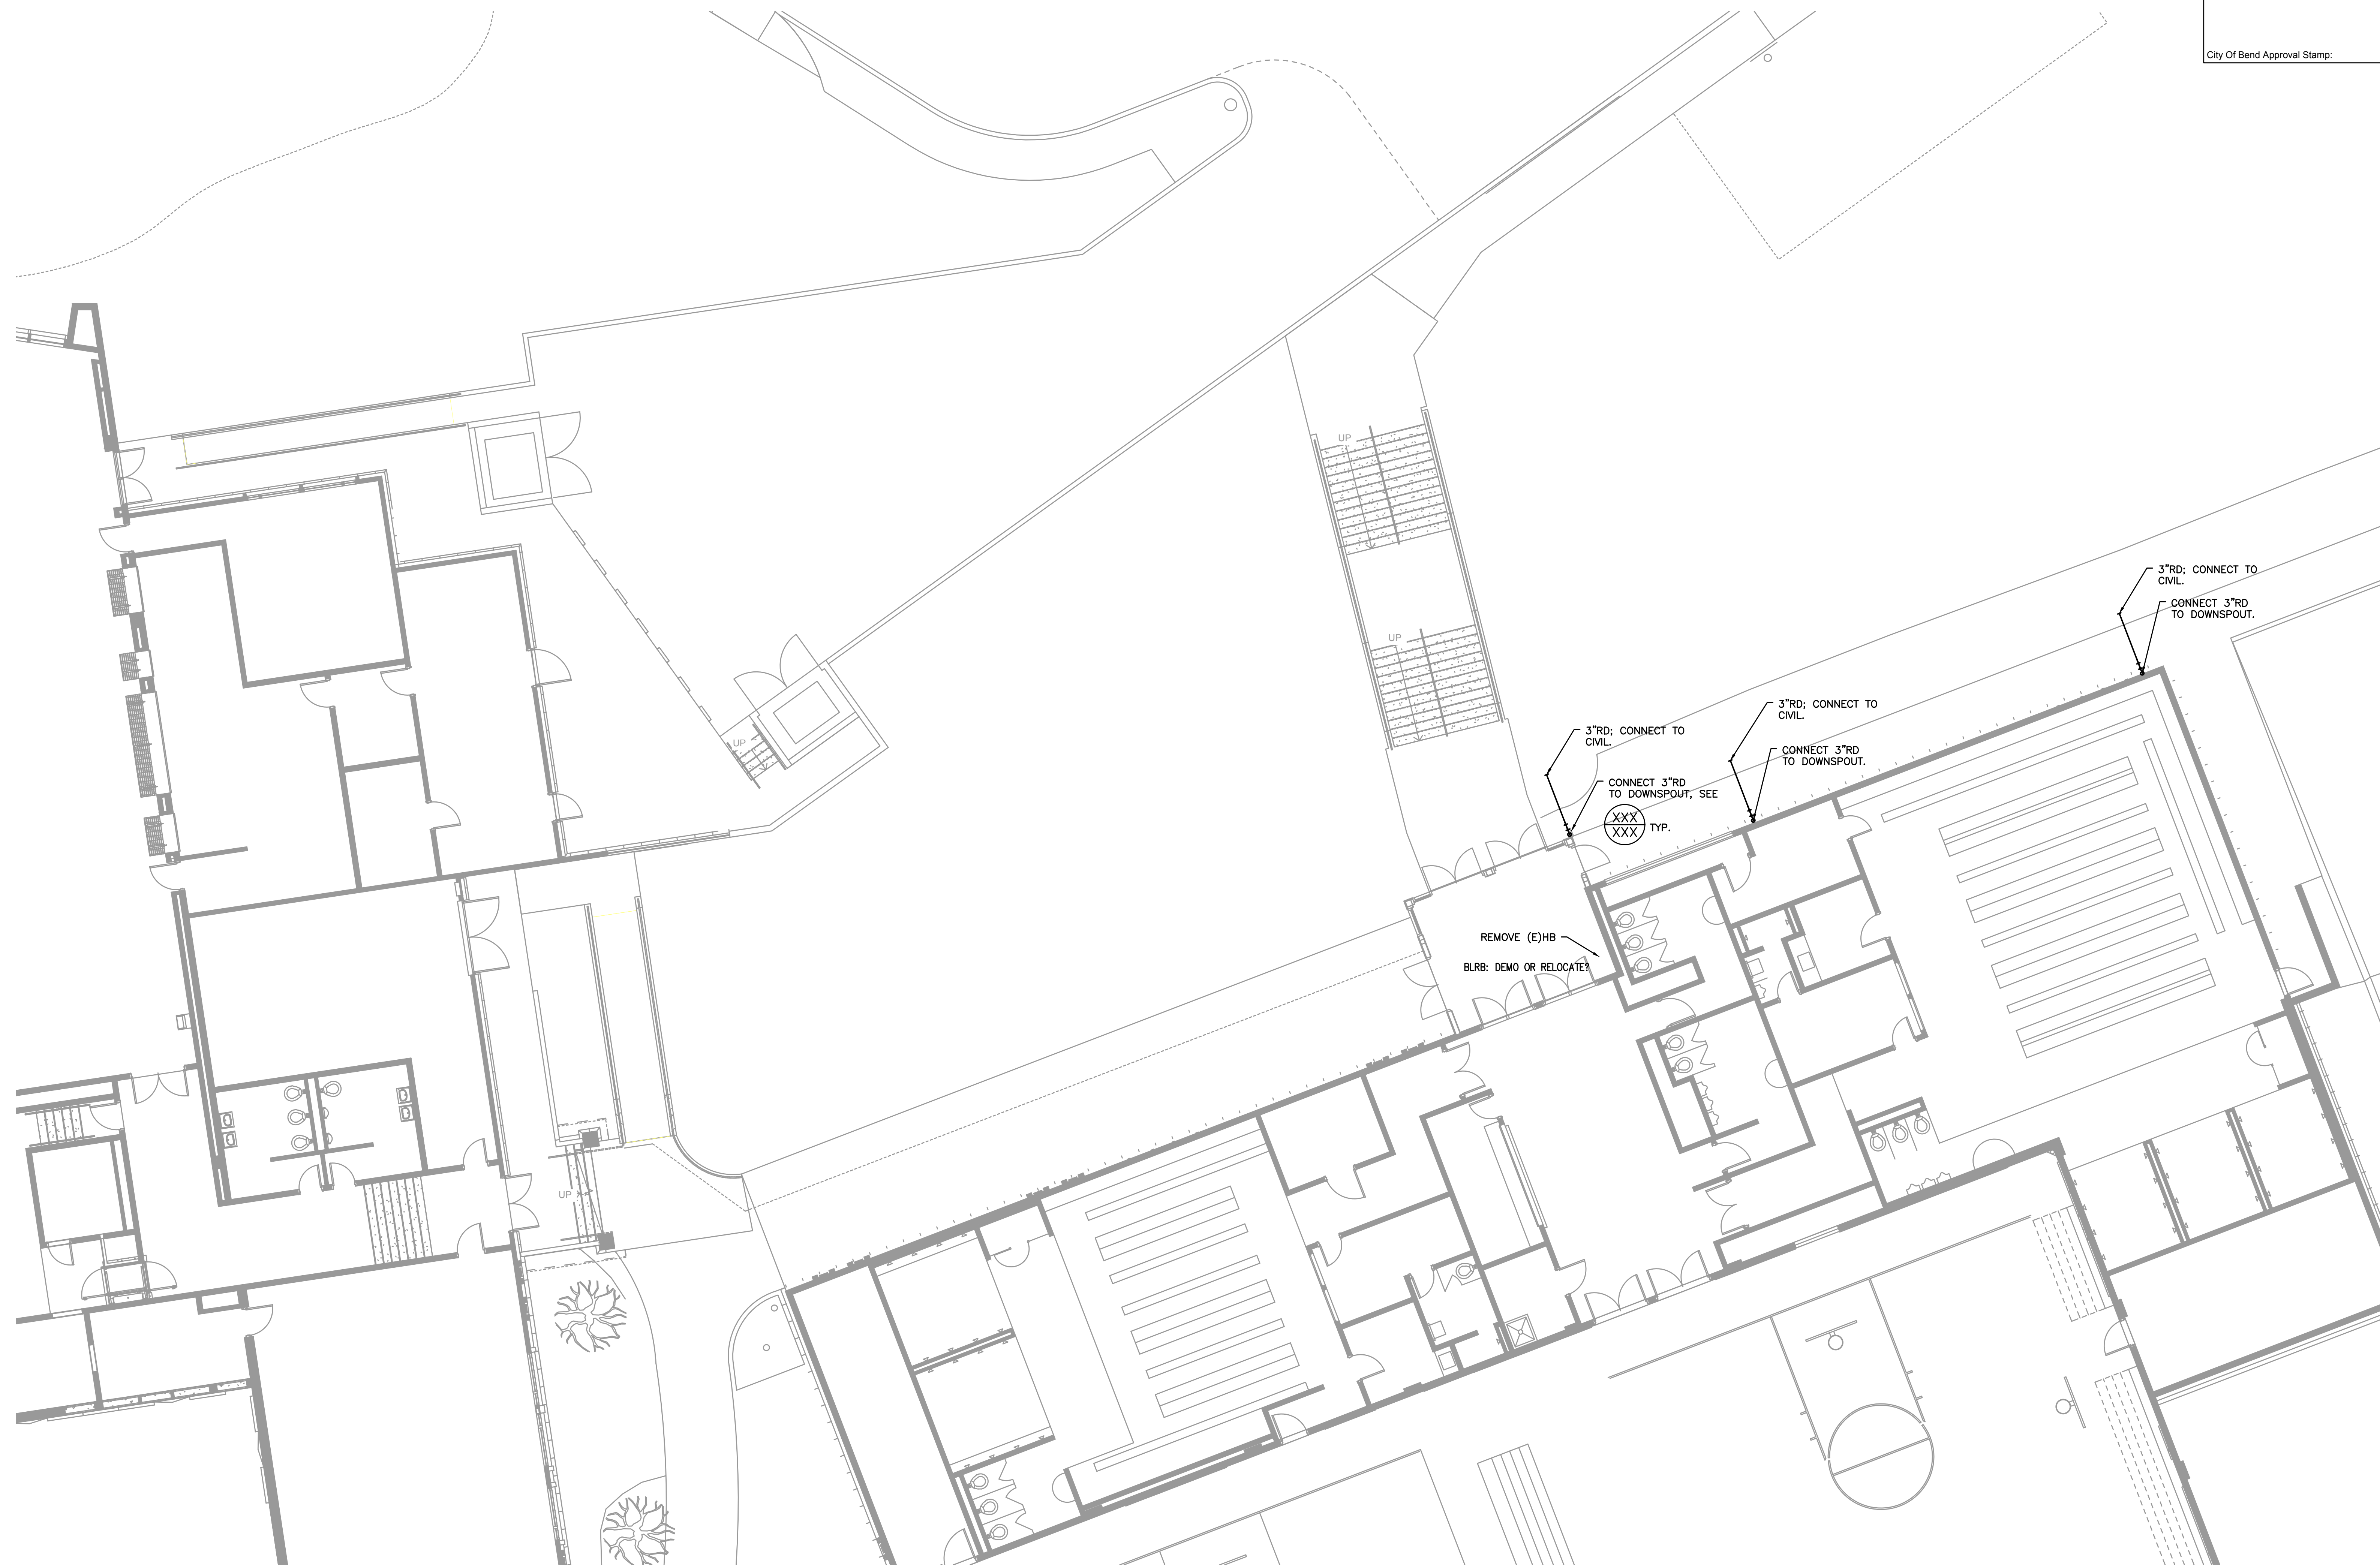 City Of Bend Approval Stamp:
UP
UP
UP
UP
3"RD; CONNECT TO
CIVIL.
CONNECT 3"RD
TO DOWNSPOUT.
3"RD; CONNECT TO
CIVIL.
CONNECT 3"RD
TO DOWNSPOUT.
3"RD; CONNECT TO
CIVIL.
CONNECT 3"RD
TO DOWNSPOUT, SEE
XXX
XXX
TYP.
REMOVE (E)HB
BLRB: DEMO OR RELOCATE?